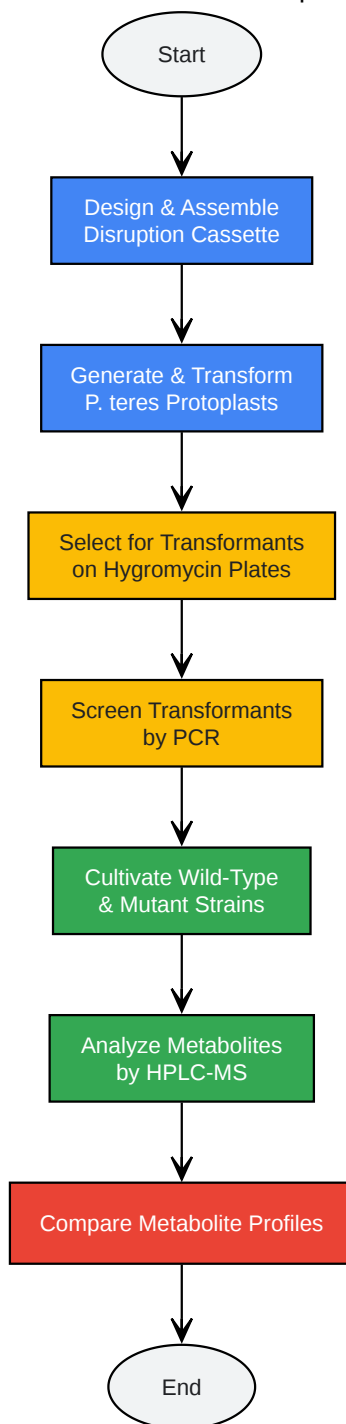 Start
Design & Assemble
Disruption Cassette
Generate & Transform
P. teres Protoplasts
Select for Transformants
on Hygromycin Plates
Screen Transformants
by PCR
Cultivate Wild-Type
& Mutant Strains
Analyze Metabolites
by HPLC-MS
Compare Metabolite Profiles
End